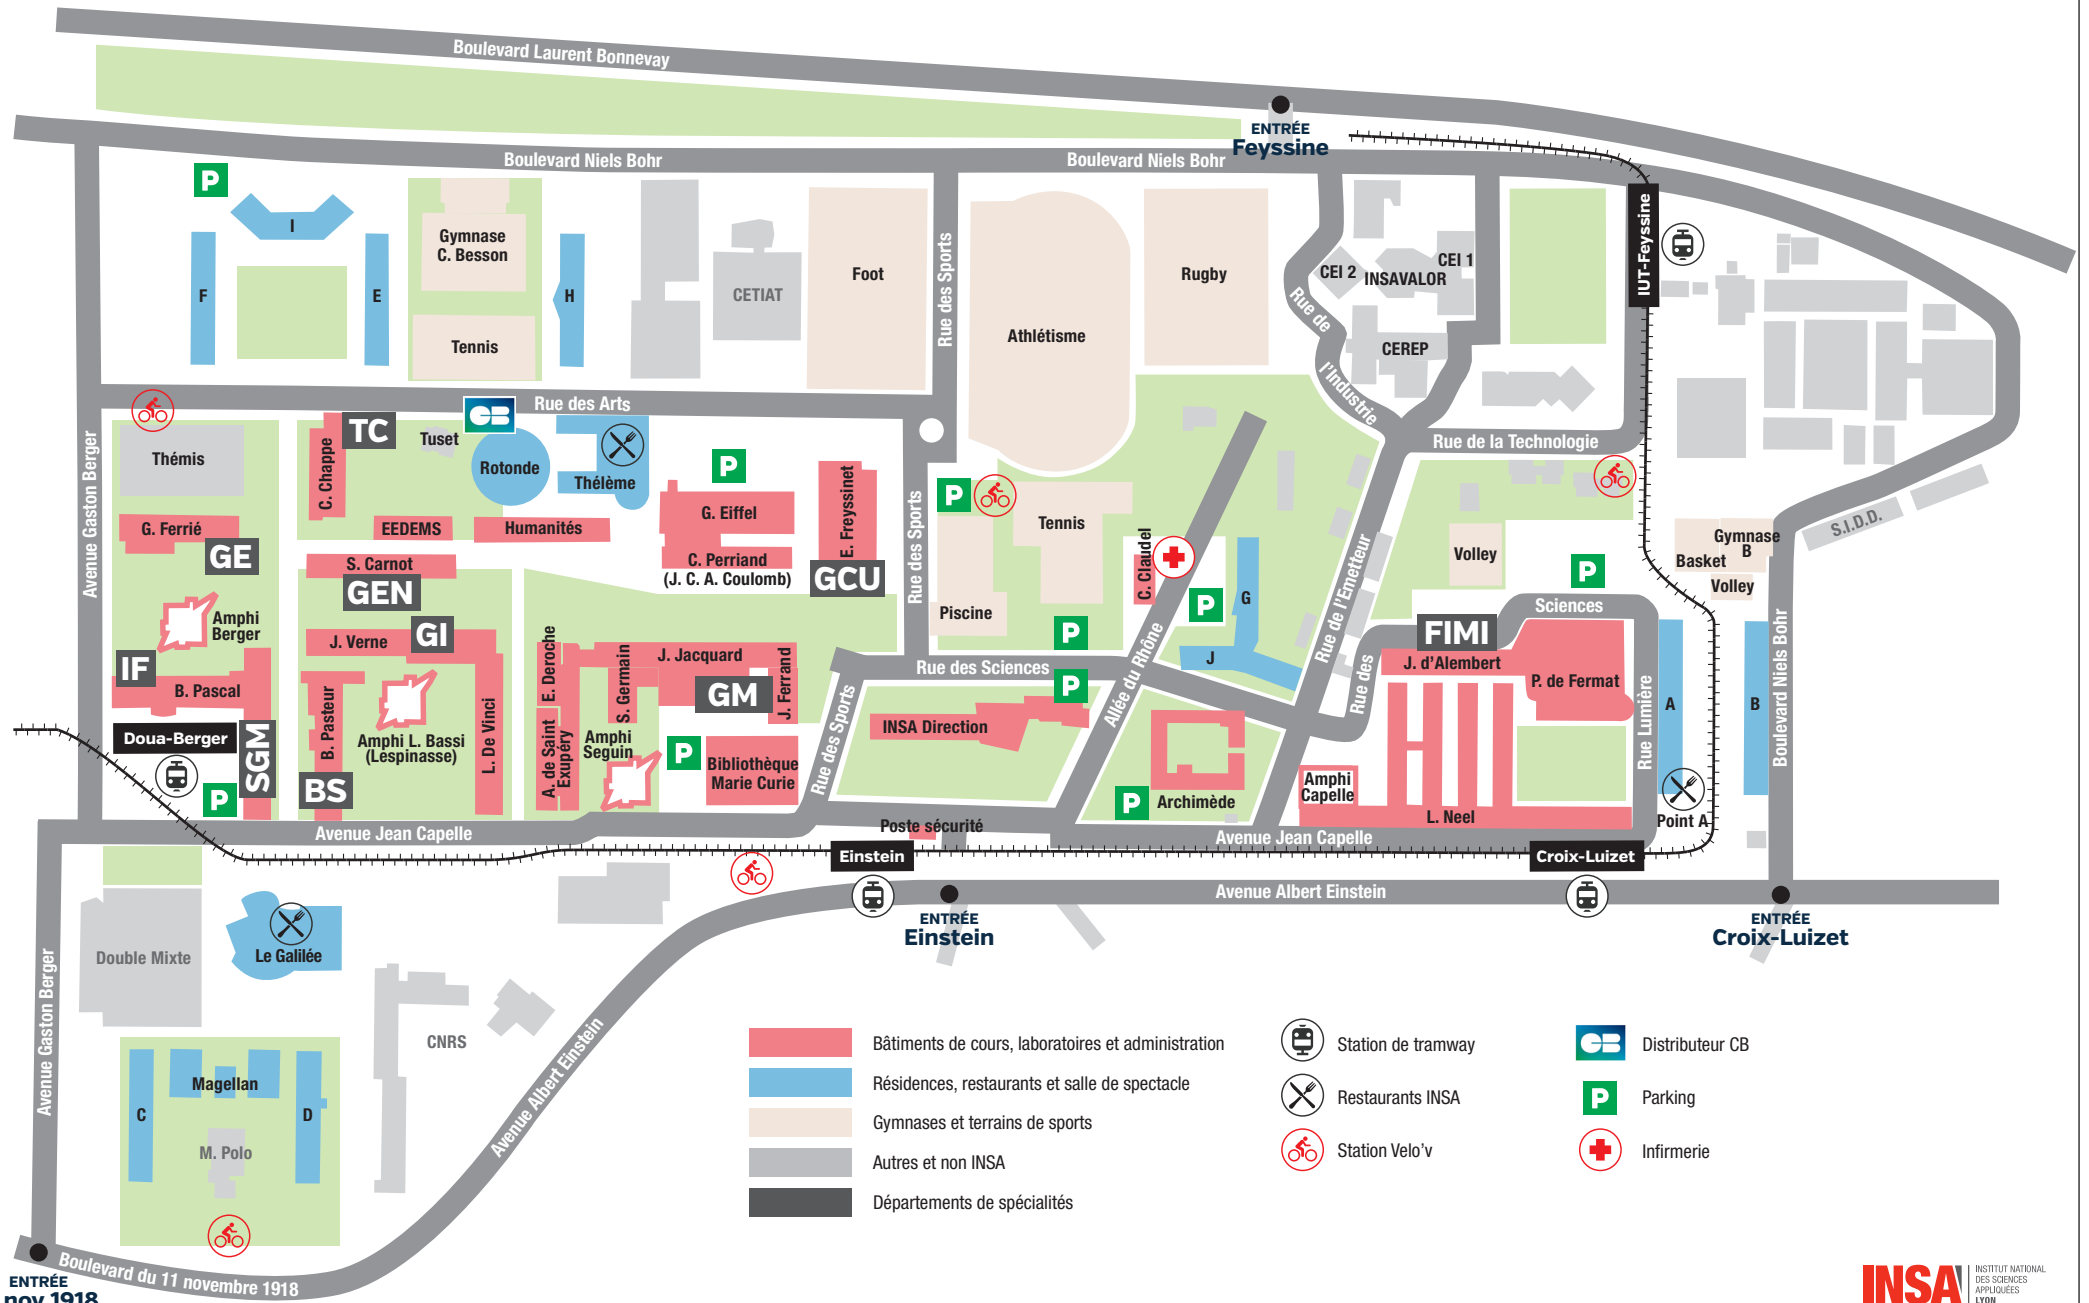 Boulevard Laurent Bonnevay
ENTRÉE
Feyssine
Boulevard Niels Bohr
Boulevard Niels Bohr
P
I
F
E
H
Gymnase
C. Besson
Tennis
CETIAT
Foot
Rue des Sports
Athlétisme
Rugby
CEI 2
CEI 1
INSAVALOR
Rue de
l'Industrie
CEREP
IUT-Feyssine
Rue des Arts
Avenue Gaston Berger
Thémis
G. Ferrié
GE
C. Chappe
TC
Tuset
CB
Rotonde
Thélème
EEDEMS
Humanités
P
G. Eiffel
C. Perriand
(J. C. A. Coulomb)
E. Freyssinet
GCU
Rue des Sports
P
Tennis
Piscine
P
C. Claudel
P
G
J
Rue de l'Emetteur
Rue de la Technologie
Volley
P
Basket
Gymnase
B
Volley
S.I.D.D.
S. Carnot
GEN
Amphi
Berger
J. Verne
GI
IF
B. Pascal
SGM
B. Pasteur
BS
Amphi L. Bassi
(Lespinasse)
L. De Vinci
E. Deroche
A. de Saint
Exupéry
S. Germain
J. Jacquard
GM
J. Ferrand
Amphi
Seguin
P
Bibliothèque
Marie Curie
Rue des Sports
Rue des Sciences
P
INSA Direction
Allée du Rhône
P
Archimède
Rue des
Sciences
FIMI
J. d'Alembert
P. de Fermat
Amphi
Capelle
L. Neel
Rue Lumière
A
B
Point A
Boulevard Niels Bohr
Doua-Berger
P
Avenue Jean Capelle
Poste sécurité
Avenue Jean Capelle
Einstein
Croix-Luizet
Avenue Albert Einstein
ENTRÉE
Einstein
ENTRÉE
Croix-Luizet
Avenue Gaston Berger
Double Mixte
Le Galilée
CNRS
Avenue Albert Einstein
Magellan
C
D
M. Polo
Boulevard du 11 novembre 1918
ENTRÉE
nov 1918
Bâtiments de cours, laboratoires et administration
Résidences, restaurants et salle de spectacle
Gymnases et terrains de sports
Autres et non INSA
Départements de spécialités
Station de tramway
Restaurants INSA
Station Velo'v
CB
Distributeur CB
P
Parking
Infirmerie
INSA
INSTITUT NATIONAL
DES SCIENCES
APPLIQUÉES
LYON